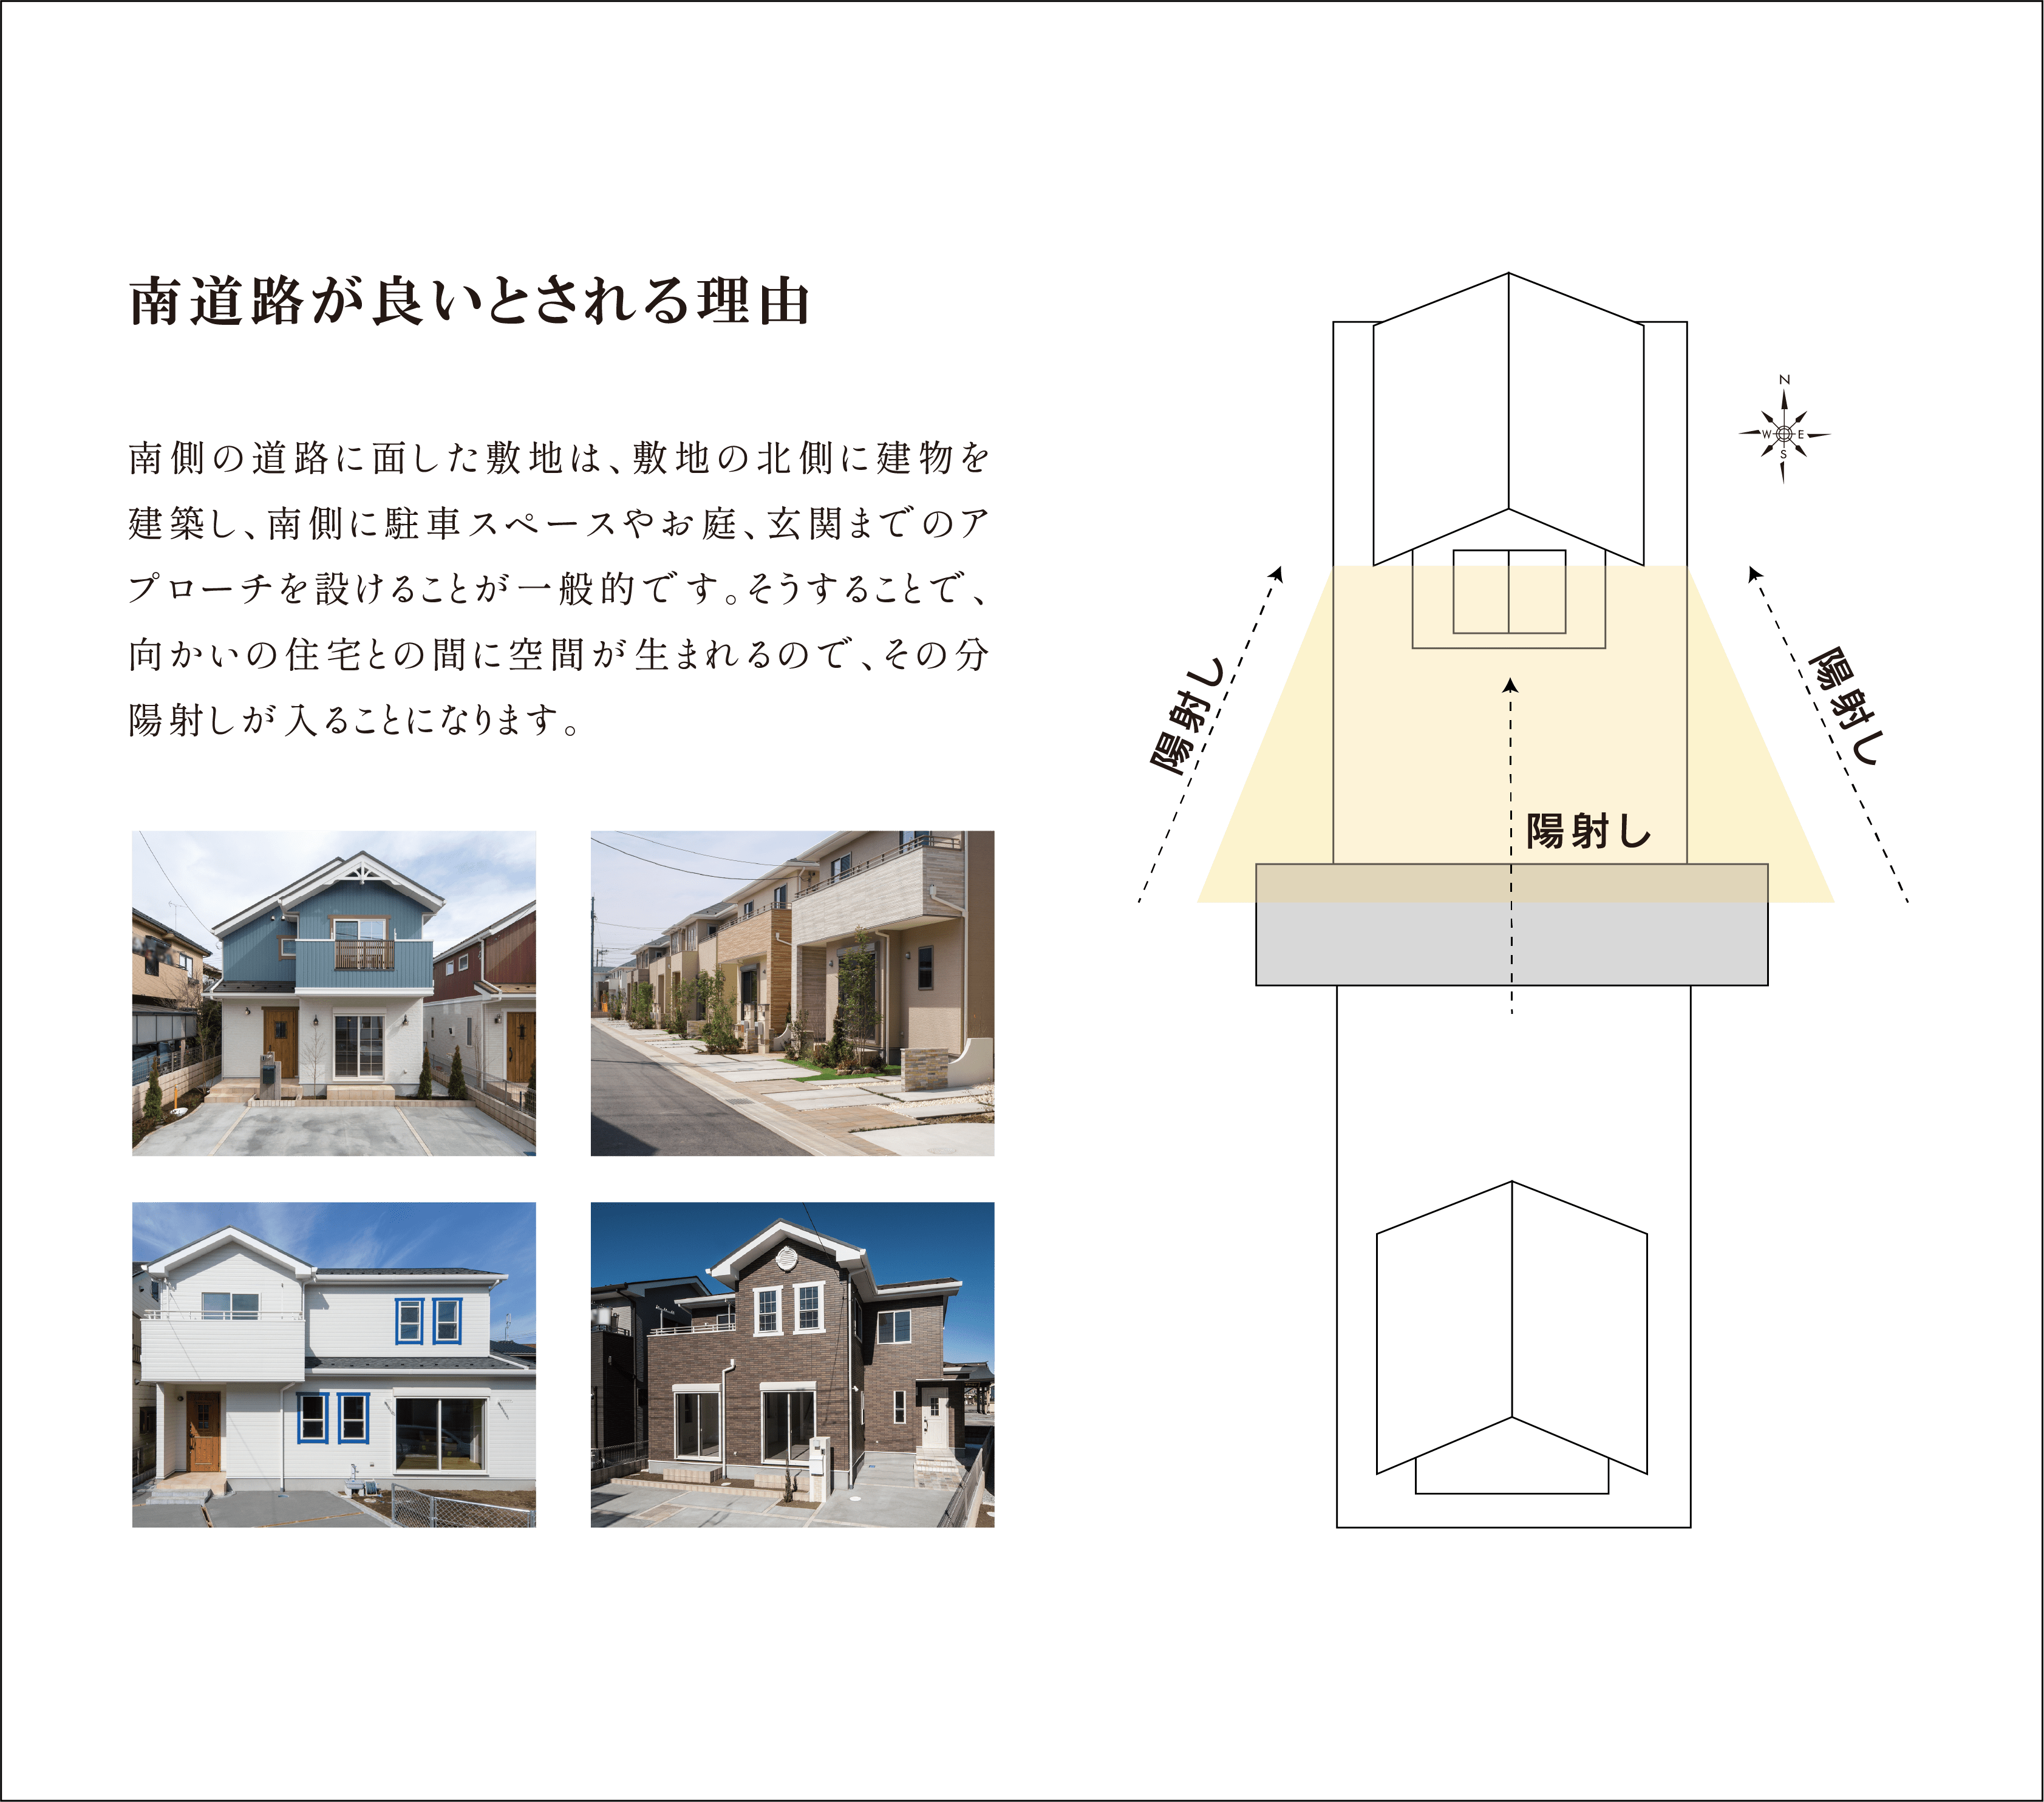 南道路が良いとされる理由
南側の道路に面した敷地は、敷地の北側に建物を
建築し、南側に駐車スペースやお庭、玄関までのア
プローチを設けることが一般的です。そうすることで、
向かいの住宅との間に空間が生まれるので、その分
陽射しが入ることになります。
N
W E
S
陽射し
陽射し
陽射し